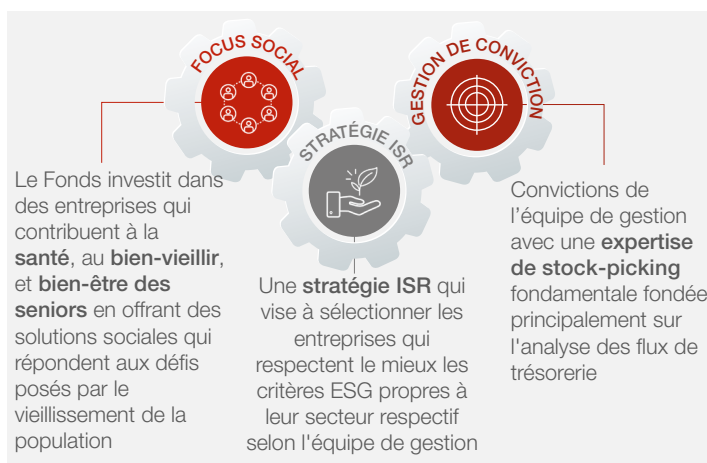 FOCUS SOCIAL
Le Fonds investit dans
des entreprises qui
contribuent à la
santé, au bien-vieillir,
et bien-être des
seniors en offrant des
solutions sociales qui
répondent aux défis
posés par le
vieillissement de la
population
STRATÉGIE ISR
Une stratégie ISR qui
vise à sélectionner les
entreprises qui
respectent le mieux les
critères ESG propres à
leur secteur respectif
selon l'équipe de gestion
GESTION DE CONVICTION
Convictions de
l'équipe de gestion
avec une expertise
de stock-picking
fondamentale fondée
principalement sur
l'analyse des flux de
trésorerie